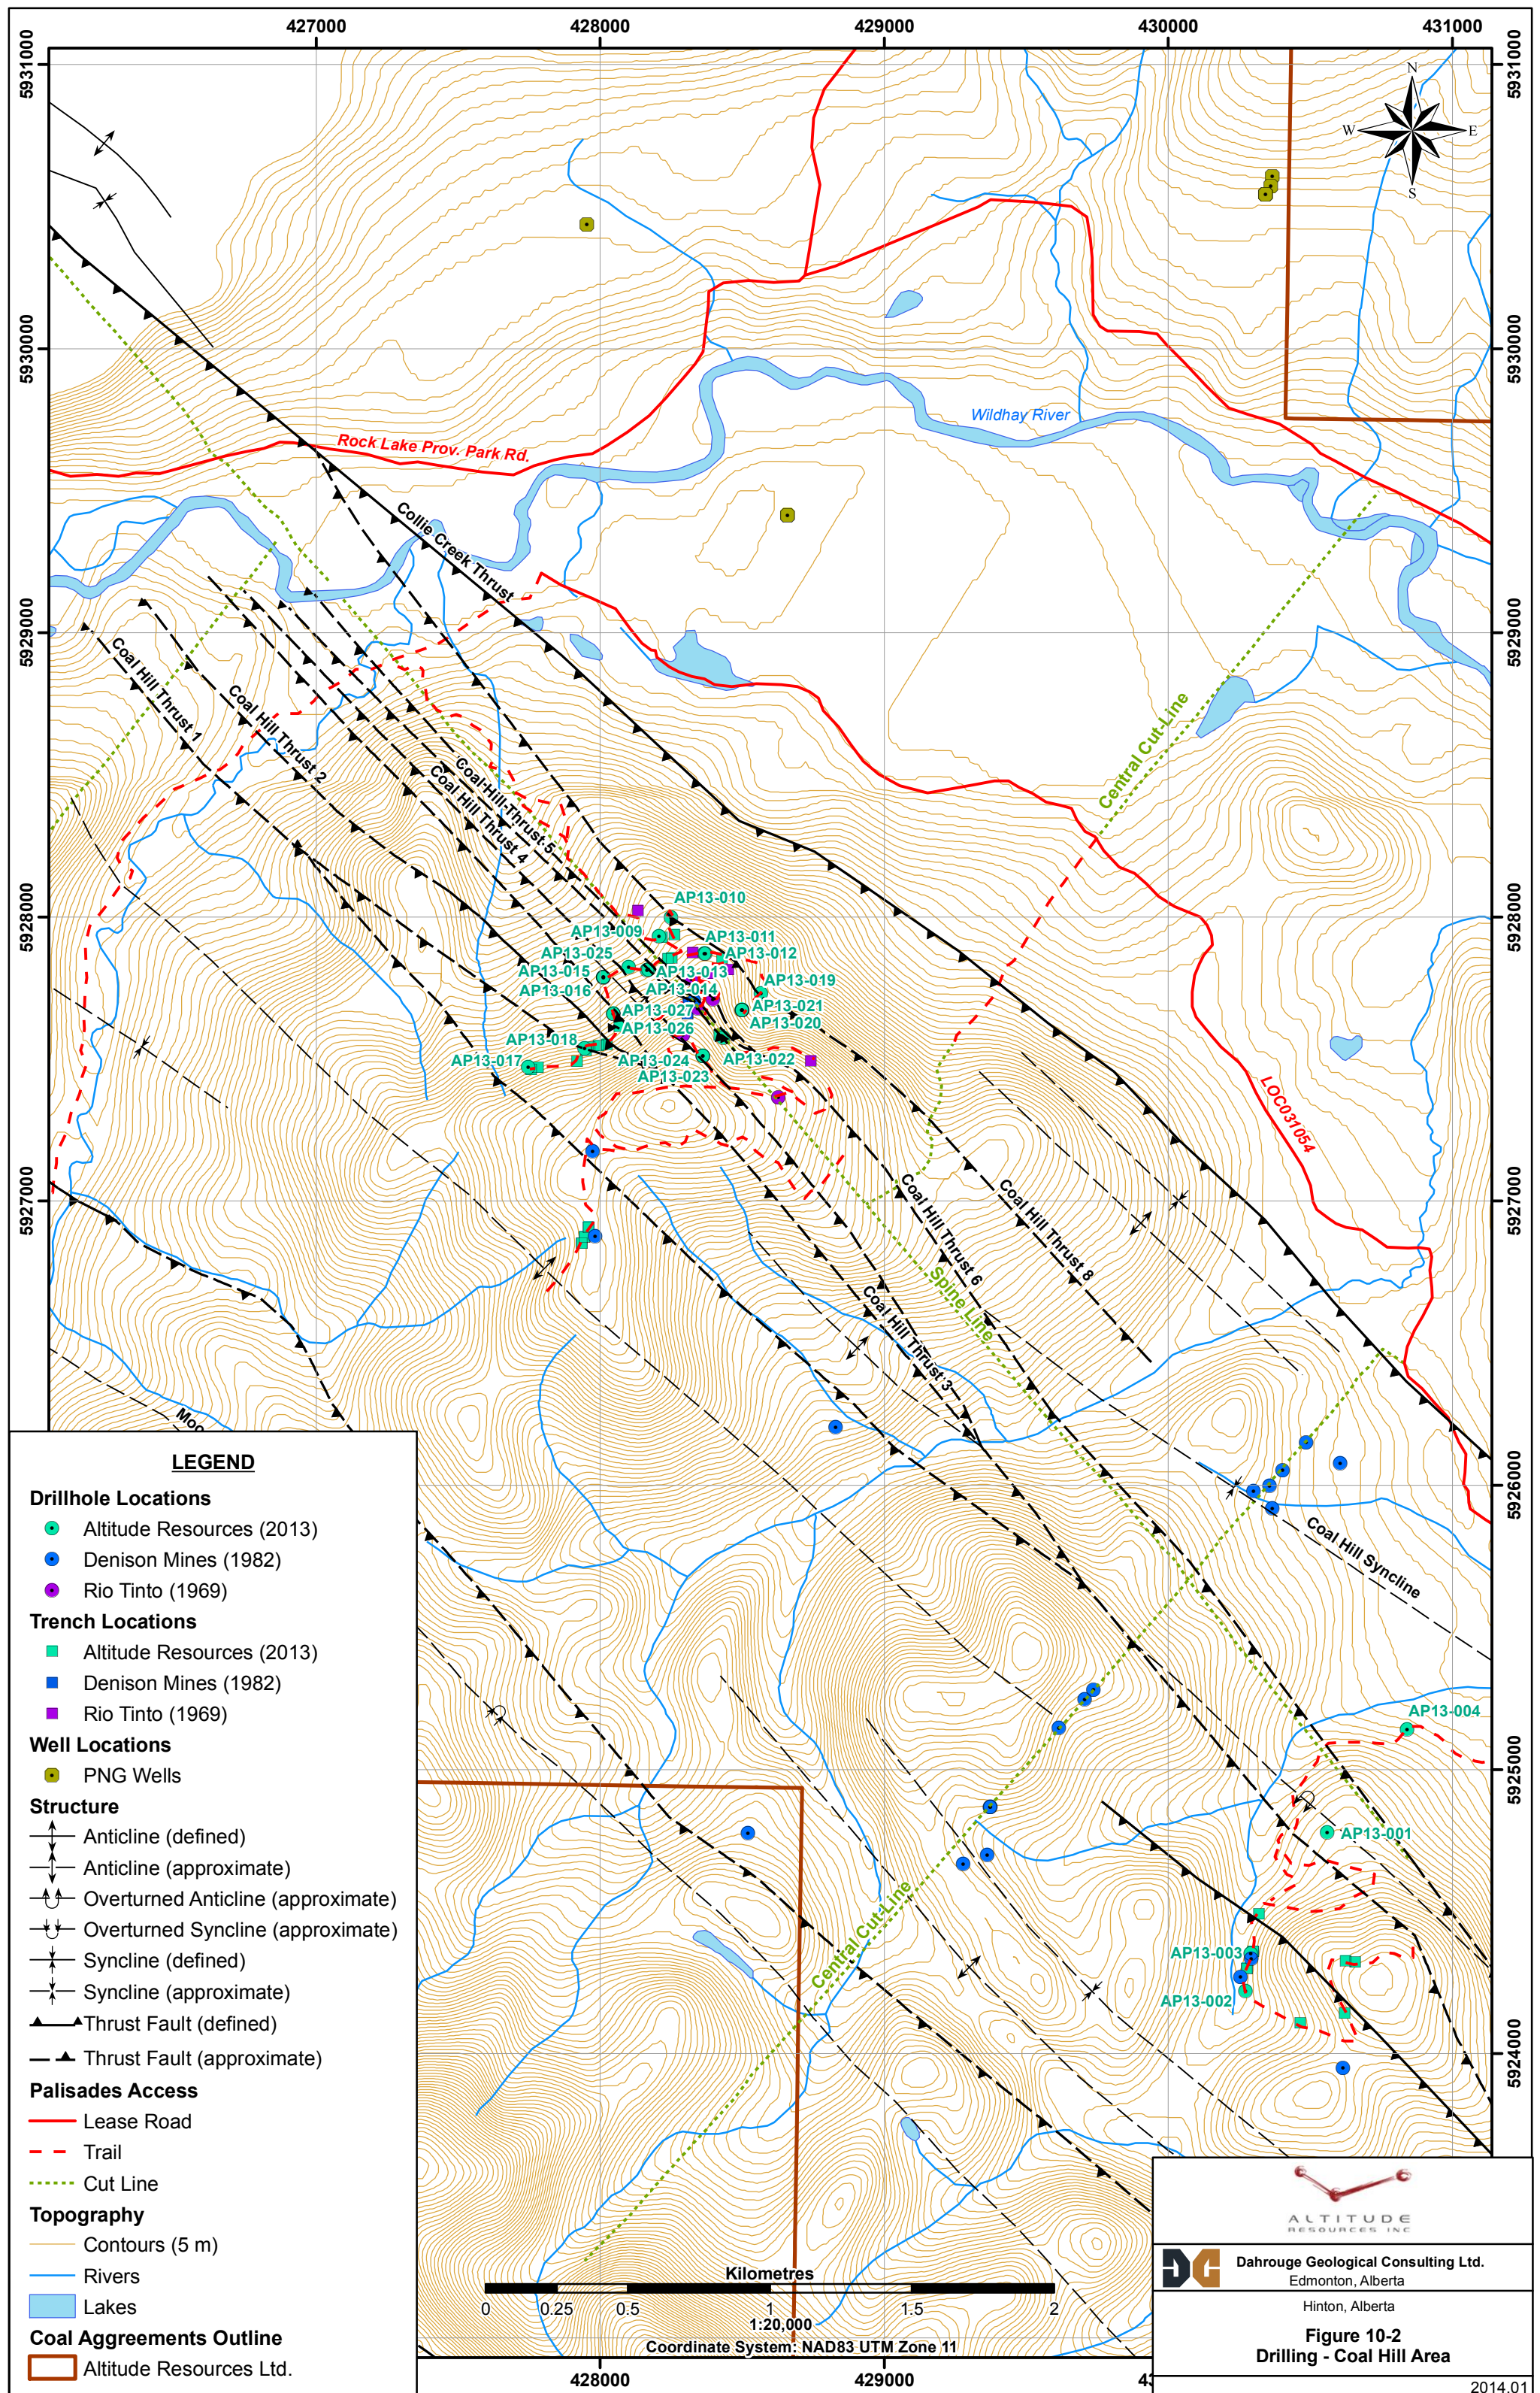 427000
428000
429000
430000
431000
5931000
5931000
N
W
E
S
5930000
5930000
Wildhay River
Rock Lake Prov. Park Rd.
Collie Creek Thrust
5929000
5929000
Coal Hill Thrust 1
Coal Hill Thrust 2
Central Cut-Line
Coal Hill Thrust 5
Coal Hill Thrust 4
5928000
5928000
AP13-010
AP13-009
AP13-011
AP13-025
AP13-012
AP13-015
AP13-013
AP13-016
AP13-014
AP13-019
AP13-027
AP13-021
AP13-026
AP13-020
AP13-018
AP13-017
AP13-024
AP13-022
AP13-023
LOC031054
5927000
5927000
Coal Hill Thrust 6
Coal Hill Thrust 8
Spine Line
Coal Hill Thrust 3
Moo
5926000
Coal Hill Syncline
LEGEND
Drillhole Locations
Altitude Resources (2013)
Denison Mines (1982)
Rio Tinto (1969)
Trench Locations
Altitude Resources (2013)
Denison Mines (1982)
Rio Tinto (1969)
Well Locations
PNG Wells
Structure
Anticline (defined)
Anticline (approximate)
Overturned Anticline (approximate)
Overturned Syncline (approximate)
Syncline (defined)
Syncline (approximate)
Thrust Fault (defined)
Thrust Fault (approximate)
Palisades Access
Lease Road
Trail
Cut Line
Topography
Contours (5 m)
Rivers
Lakes
Coal Aggreements Outline
Altitude Resources Ltd.
AP13-004
5925000
AP13-001
Central Cut-Line
AP13-003
AP13-002
5924000
Kilometres
0
0.25
0.5
1
1.5
2
1:20,000
Coordinate System: NAD83 UTM Zone 11
428000
429000
43
ALTITUDE
RESOURCES INC
Dahrouge Geological Consulting Ltd.
Edmonton, Alberta
Hinton, Alberta
Figure 10-2
Drilling - Coal Hill Area
2014.01